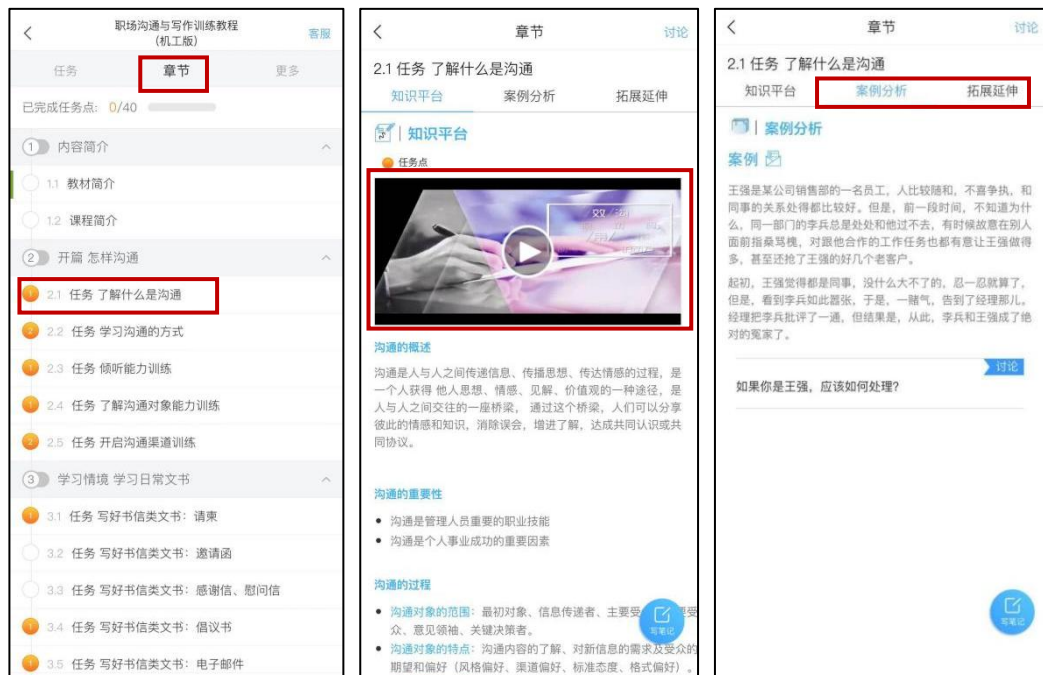 职场沟通与写作训练教程
(机工版)
客服
任务
章节
更多
已完成任务点: 0/40
1 内容简介
1.1 教材简介
1.2 课程简介
2 开篇 怎样沟通
1 2.1 任务 了解什么是沟通
2 2.2 任务 学习沟通的方式
1 2.3 任务 倾听能力训练
1 2.4 任务 了解沟通对象能力训练
2 2.5 任务 开启沟通渠道训练
3 学习情境 学习日常文书
1 3.1 任务 写好书信类文书：请柬
3.2 任务 写好书信类文书：邀请函
3.3 任务 写好书信类文书：感谢信、慰问信
1 3.4 任务 写好书信类文书：倡议书
1 3.5 任务 写好书信类文书：电子邮件
章节
讨论
2.1 任务 了解什么是沟通
知识平台
案例分析
拓展延伸
知识平台
任务点
沟通的概述
沟通是人与人之间传递信息、传播思想、传达情感的过程，是
一个人获得 他人思想、情感、见解、价值观的一种途径，是
人与人之间交往的一座桥梁， 通过这个桥梁，人们可以分享
彼此的情感和知识，消除误会，增进了解，达成共同认识或共
同协议。
沟通的重要性
沟通是管理人员重要的职业技能
沟通是个人事业成功的重要因素
沟通的过程
沟通对象的范围：最初对象、信息传递者、主要受
众、意见领袖、关键决策者。
写笔记
沟通对象的特点：沟通内容的了解、对新信息的需求及受众的
期望和偏好（风格偏好、渠道偏好、标准态度、格式偏好）。
章节
讨论
2.1 任务 了解什么是沟通
知识平台
案例分析
拓展延伸
案例分析
案例
王强是某公司销售部的一名员工，人比较随和，不喜争执，和
同事的关系处得都比较好。但是，前一段时间，不知道为什
么，同一部门的李兵总是处处和他过不去，有时候故意在别人
面前指桑骂槐，对跟他合作的工作任务也都有意让王强做得
多，甚至还抢了王强的好几个老客户。
起初，王强觉得都是同事，没什么大不了的，忍一忍就算了，
但是，看到李兵如此嚣张，于是，一赌气，告到了经理那儿。
经理把李兵批评了一通，但结果是，从此，李兵和王强成了绝
对的冤家了。
讨论
如果你是王强，应该如何处理？
写笔记